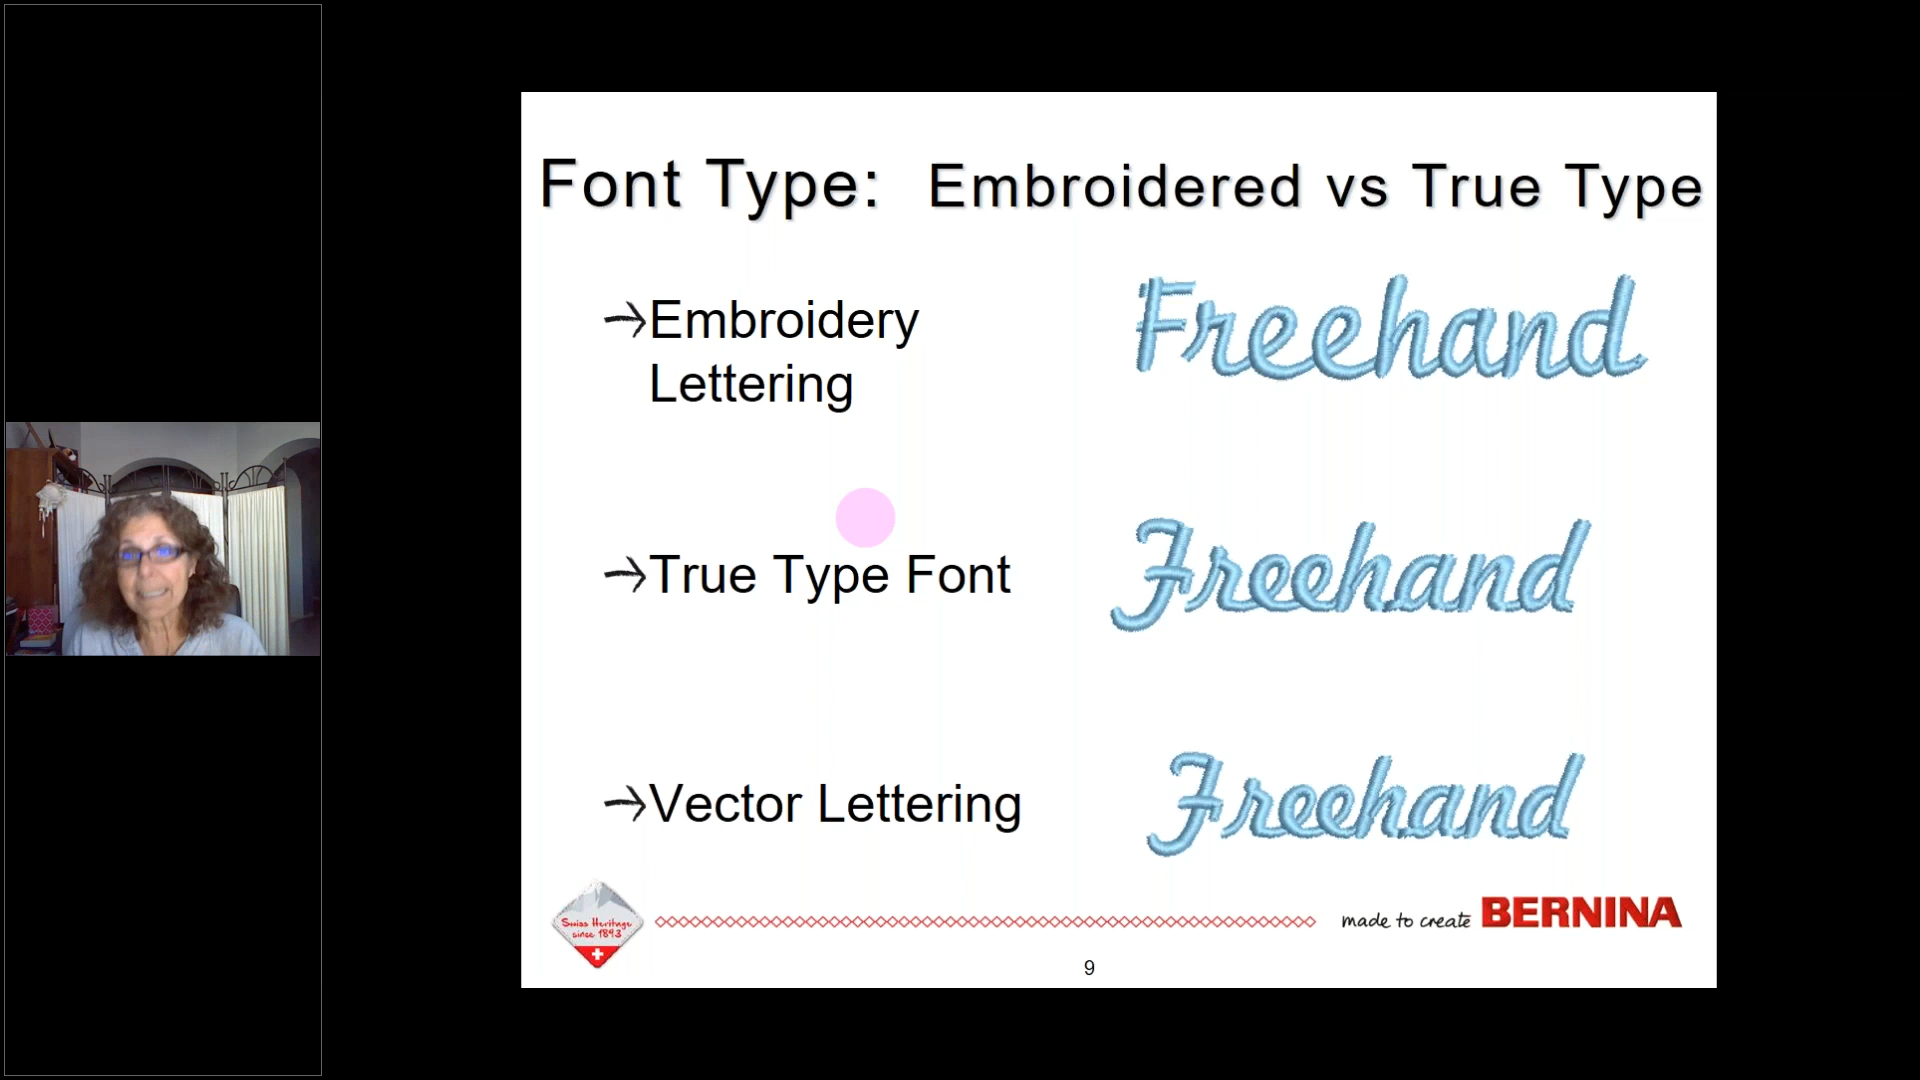 Font Type: Embroidered vs True Type
Embroidery
Lettering
Freehand
True Type Font
Freehand
Vector Lettering
Freehand
Swiss Heritage
since 1893
made to create BERNINA
9